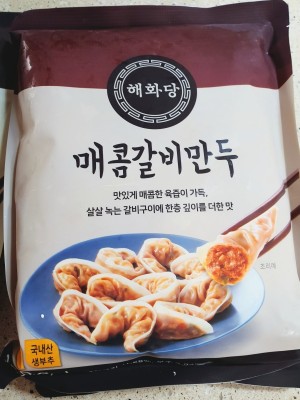 해화당
매콤갈비만두
맛있게 매콤한 육즙이 가득,
살살 녹는 갈비구이에 한층 깊이를 더한 맛
조리예
국내산
생부추